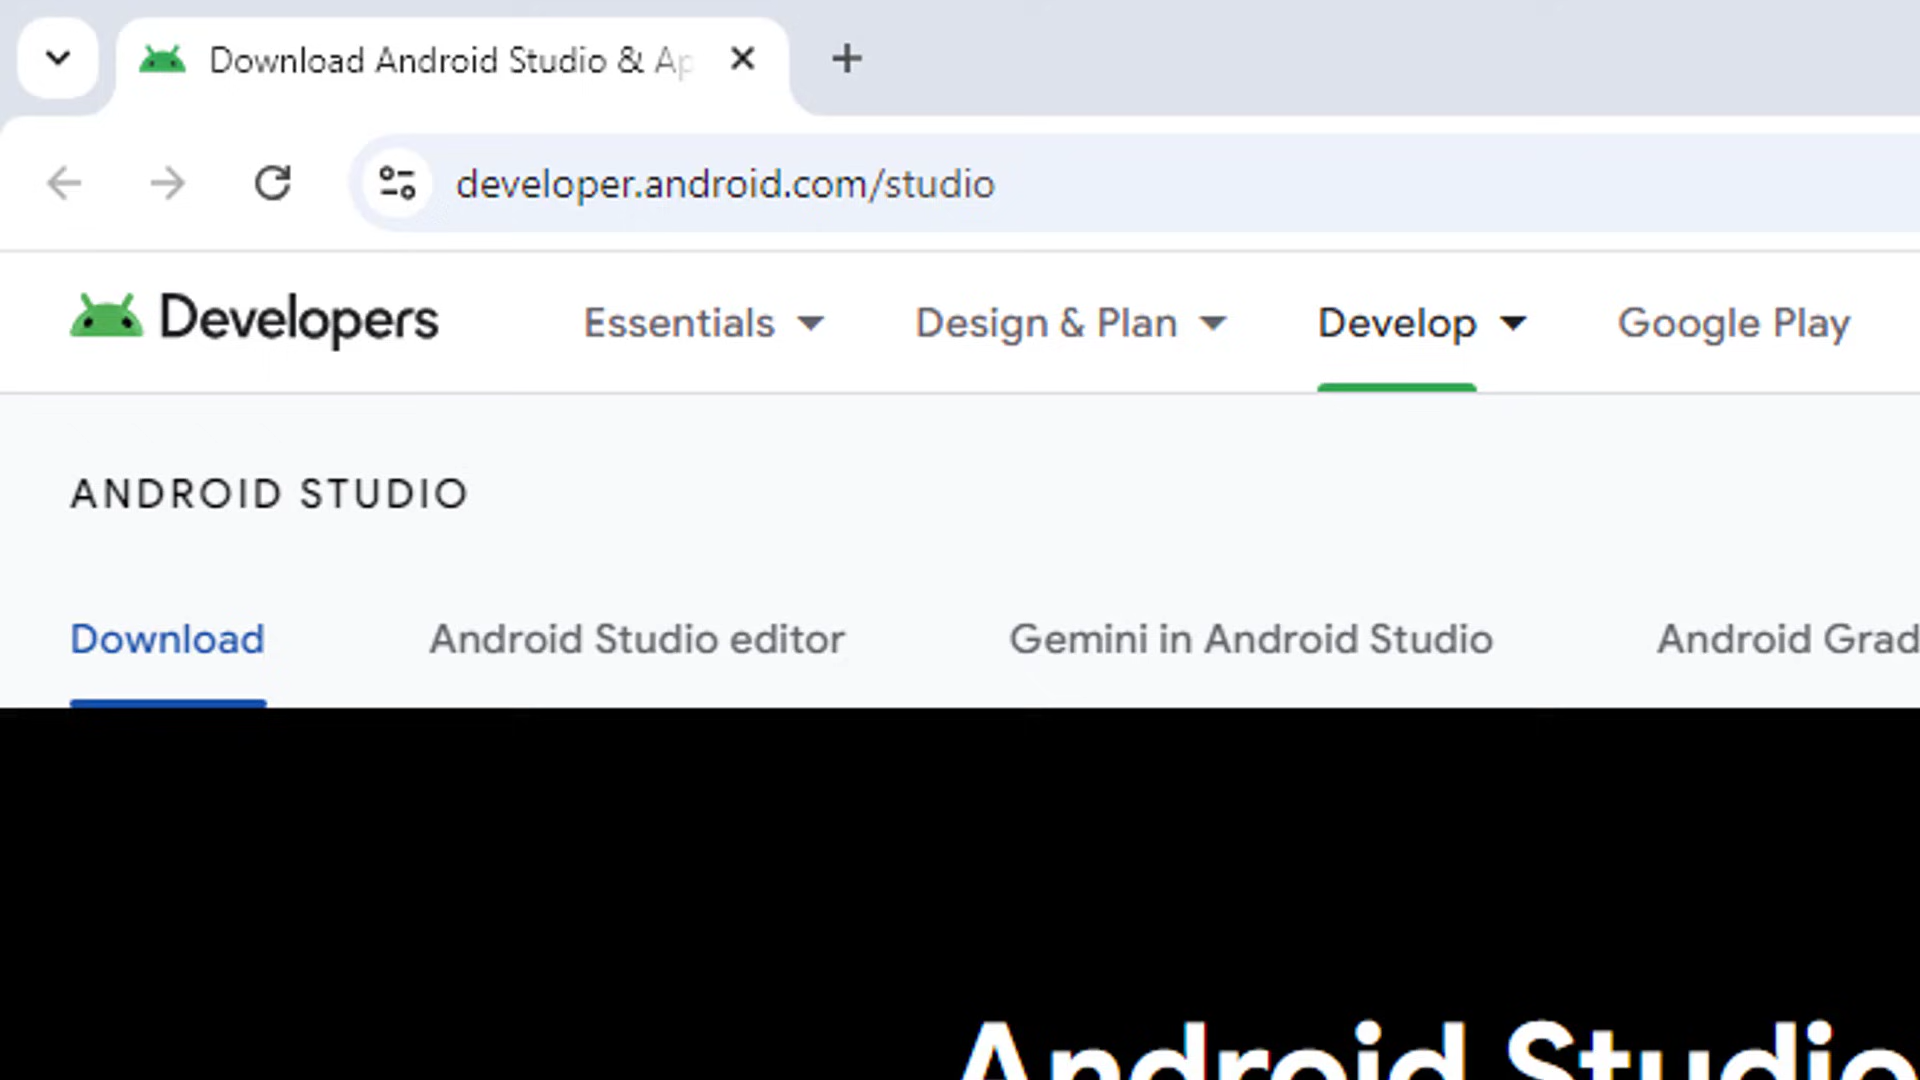 Download Android Studio & Ap
developer.android.com/studio
Developers Essentials Design & Plan Develop Google Play
ANDROID STUDIO
Download Android Studio editor Gemini in Android Studio Android Grad
Android Studio